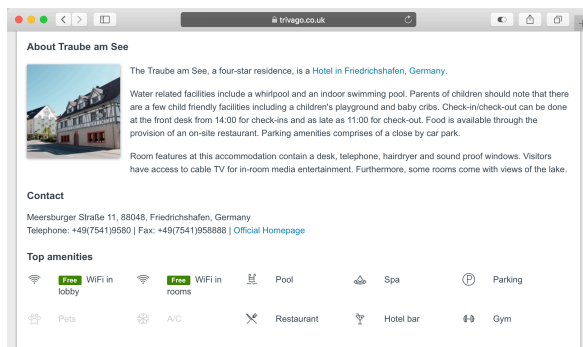 trivago.co.uk
About Traube am See
The Traube am See, a four-star residence, is a Hotel in Friedrichshafen, Germany.
Water related facilities include a whirlpool and an indoor swimming pool. Parents of children should note that there
are a few child friendly facilities including a children's playground and baby cribs. Check-in/check-out can be done
at the front desk from 14:00 for check-ins and as late as 11:00 for check-out. Food is available through the
provision of an on-site restaurant. Parking amenities comprises of a close by car park.
Room features at this accommodation contain a desk, telephone, hairdryer and sound proof windows. Visitors
have access to cable TV for in-room media entertainment. Furthermore, some rooms come with views of the lake.
Contact
Meersburger Straße 11, 88048, Friedrichshafen, Germany
Telephone: +49(7541)9580 | Fax: +49(7541)958888 | Official Homepage
Top amenities
Free WiFi in
lobby
Free WiFi in
rooms
Pool
Spa
P Parking
Pets
A/C
Restaurant
Hotel bar
Gym